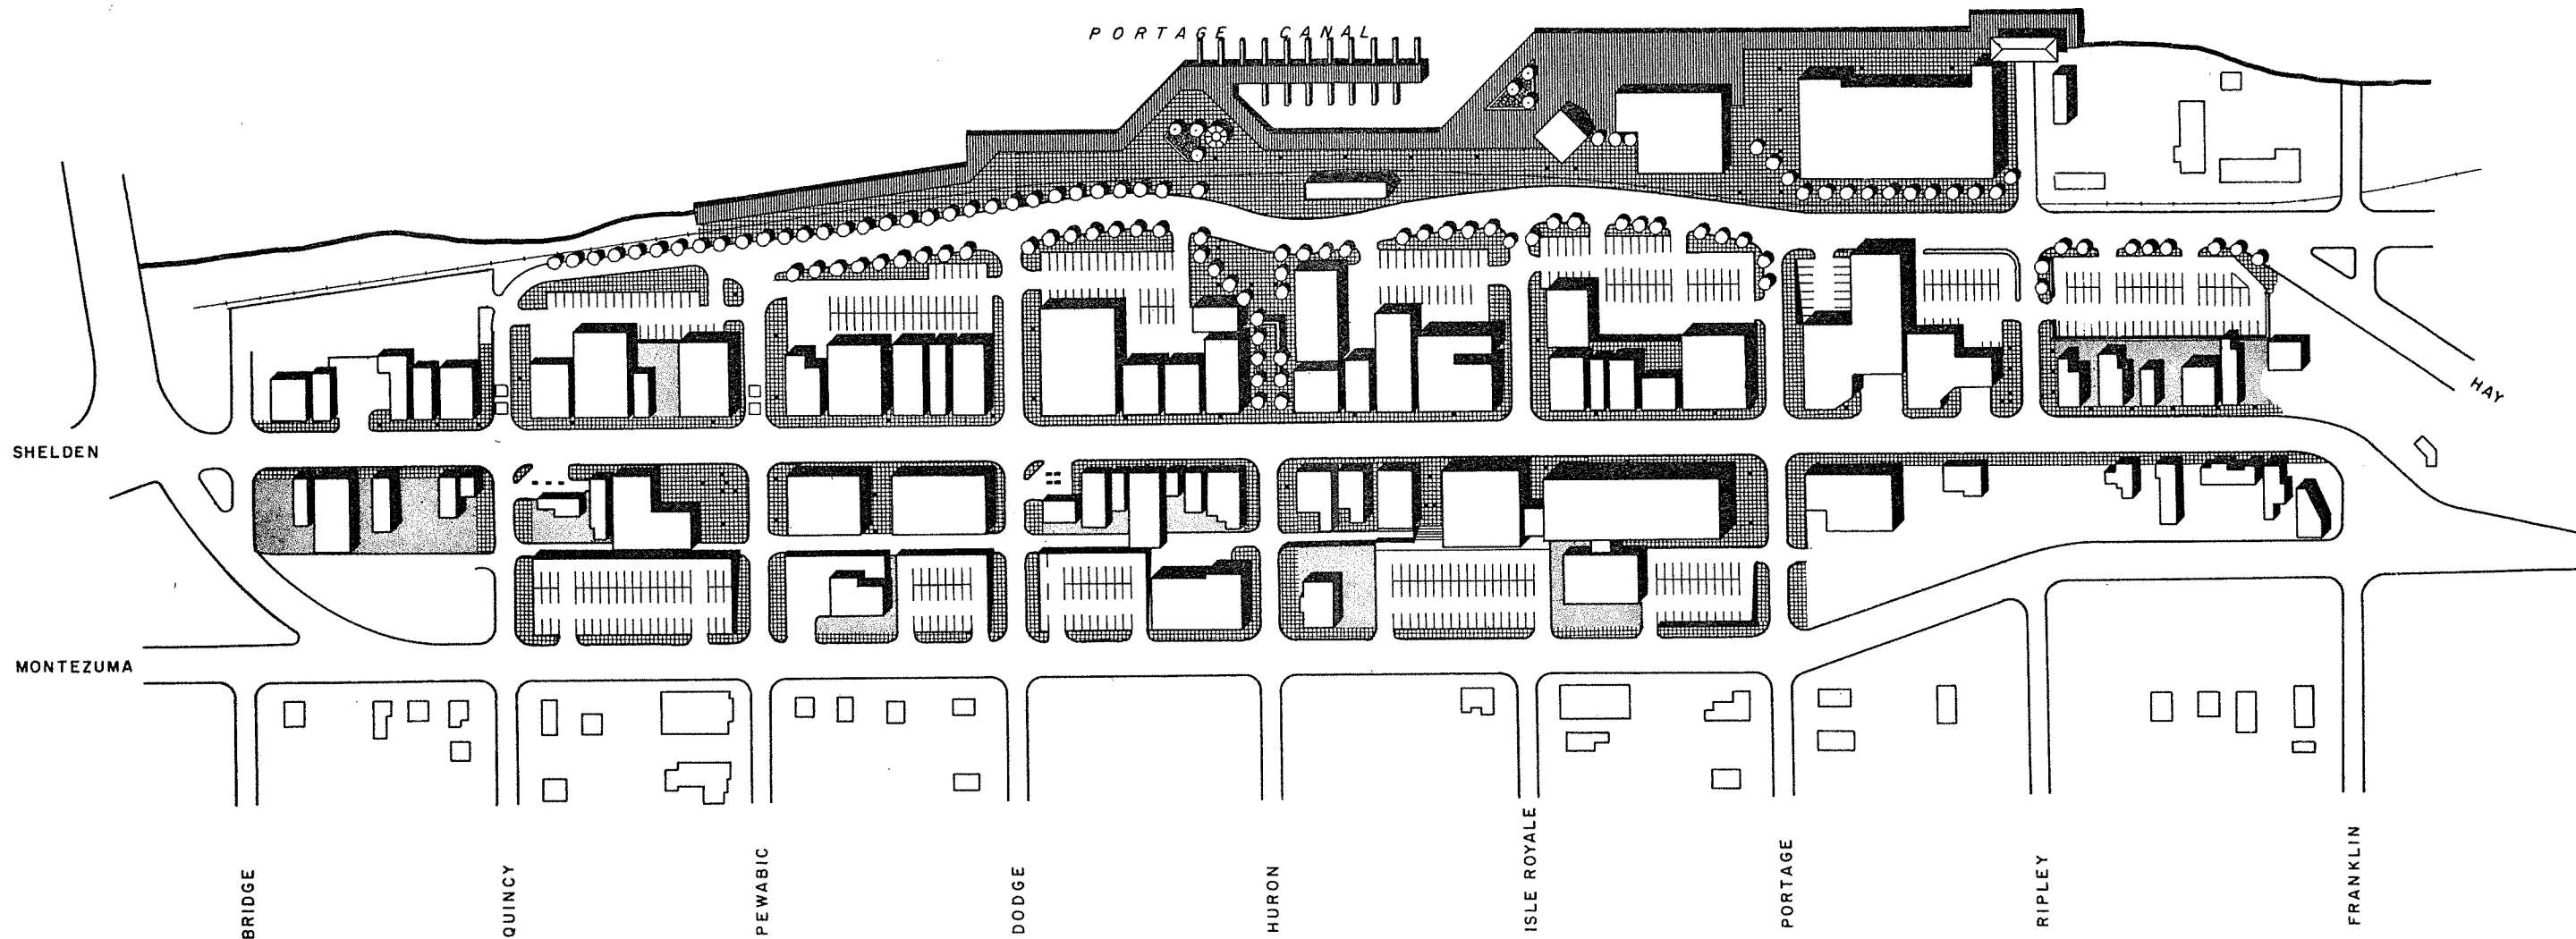 PORTAGE CANAL
HAY
SHELDEN
MONTEZUMA
BRIDGE
QUINCY
PEWABIC
DODGE
HURON
ISLE ROYALE
PORTAGE
RIPLEY
FRANKLIN